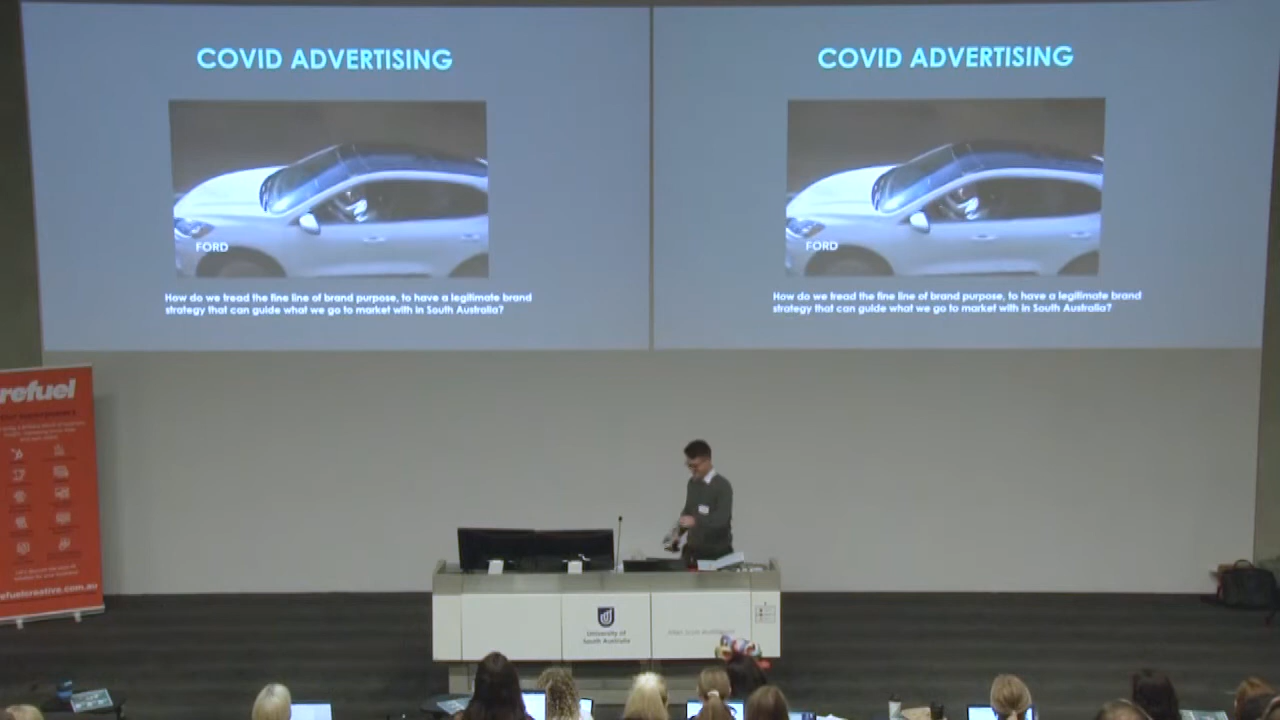 COVID ADVERTISING
FORD
How do we tread the fine line of brand purpose, to have a legitimate brand
strategy that can guide what we go to market with in South Australia?
COVID ADVERTISING
FORD
How do we tread the fine line of brand purpose, to have a legitimate brand
strategy that can guide what we go to market with in South Australia?
refuel
refuelcreative.com.au
University of
South Australia